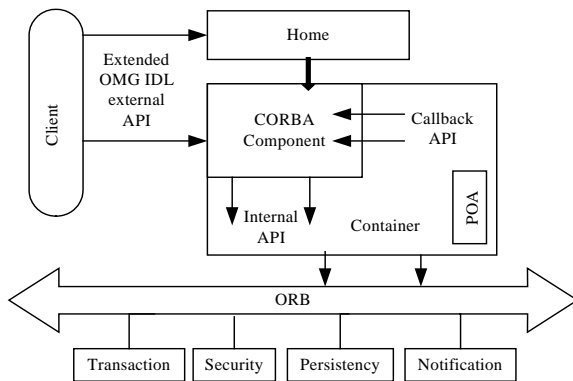 Home
Extended
OMG IDL
external
API
Client
CORBA
Component
Callback
API
Internal
API
Container
POA
ORB
Transaction
Security
Persistency
Notification